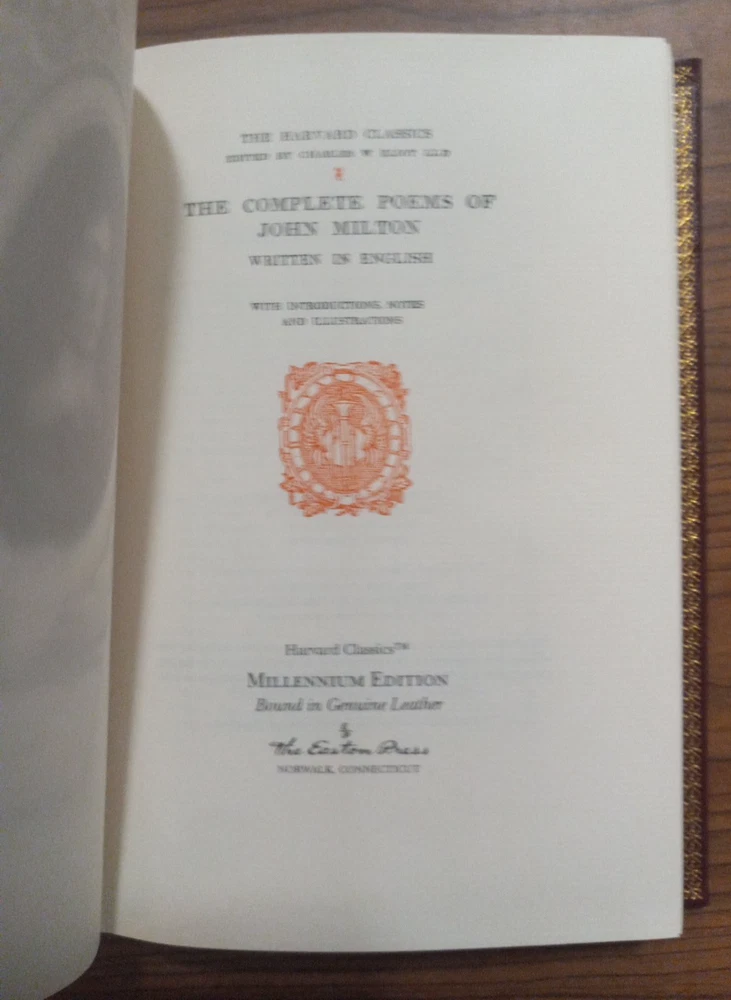 THE HARVARD CLASSICS
EDITED BY CHARLES W ELIOT LLD
THE COMPLETE POEMS OF
JOHN MILTON
WRITTEN IN ENGLISH
WITH INTRODUCTIONS, NOTES
AND ILLUSTRATIONS
Harvard Classics™
MILLENNIUM EDITION
Bound in Genuine Leather
by
The Easton Press
NORWALK, CONNECTICUT